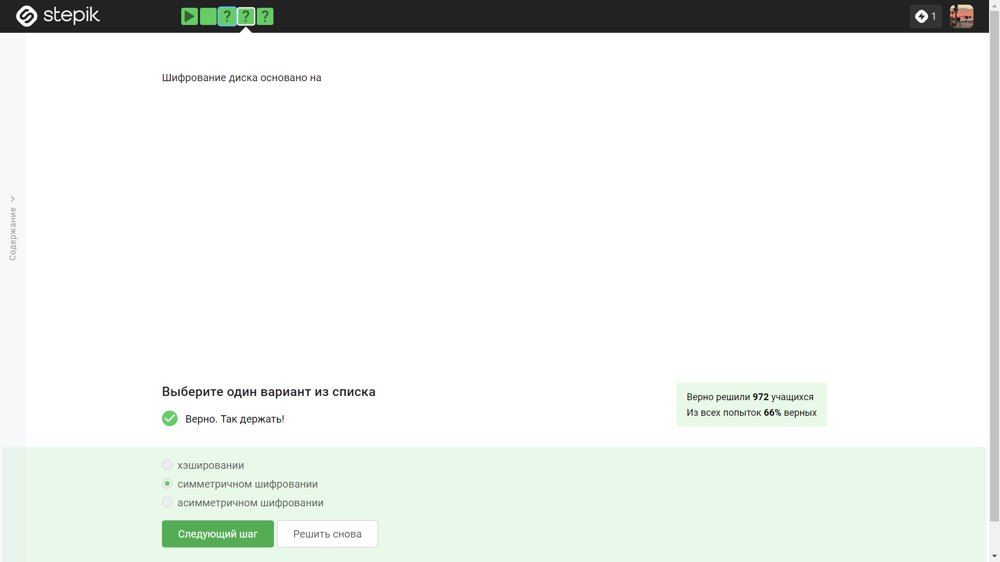 stepik
? ? ?
1
Содержание
Шифрование диска основано на
Выберите один вариант из списка
Верно. Так держать!
Верно решили 972 учащихся
Из всех попыток 66% верных
хэшировании
симметричном шифровании
асимметричном шифровании
Следующий шаг
Решить снова